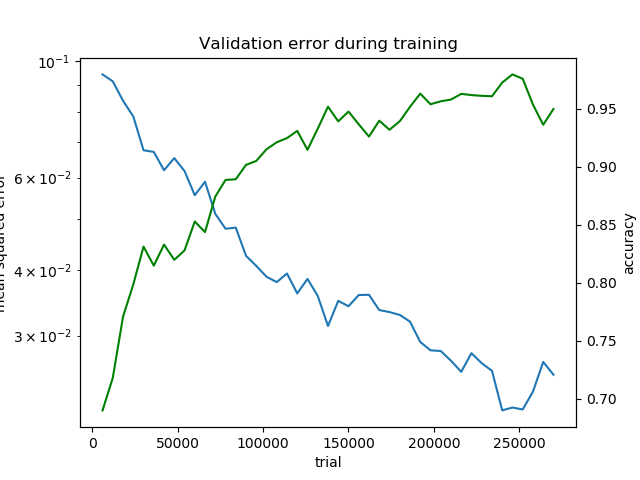 Validation error during training
10⁻¹
6 × 10⁻²
4 × 10⁻²
3 × 10⁻²
mean squared error
0.95
0.90
0.85
0.80
0.75
0.70
accuracy
0 50000 100000 150000 200000 250000
trial